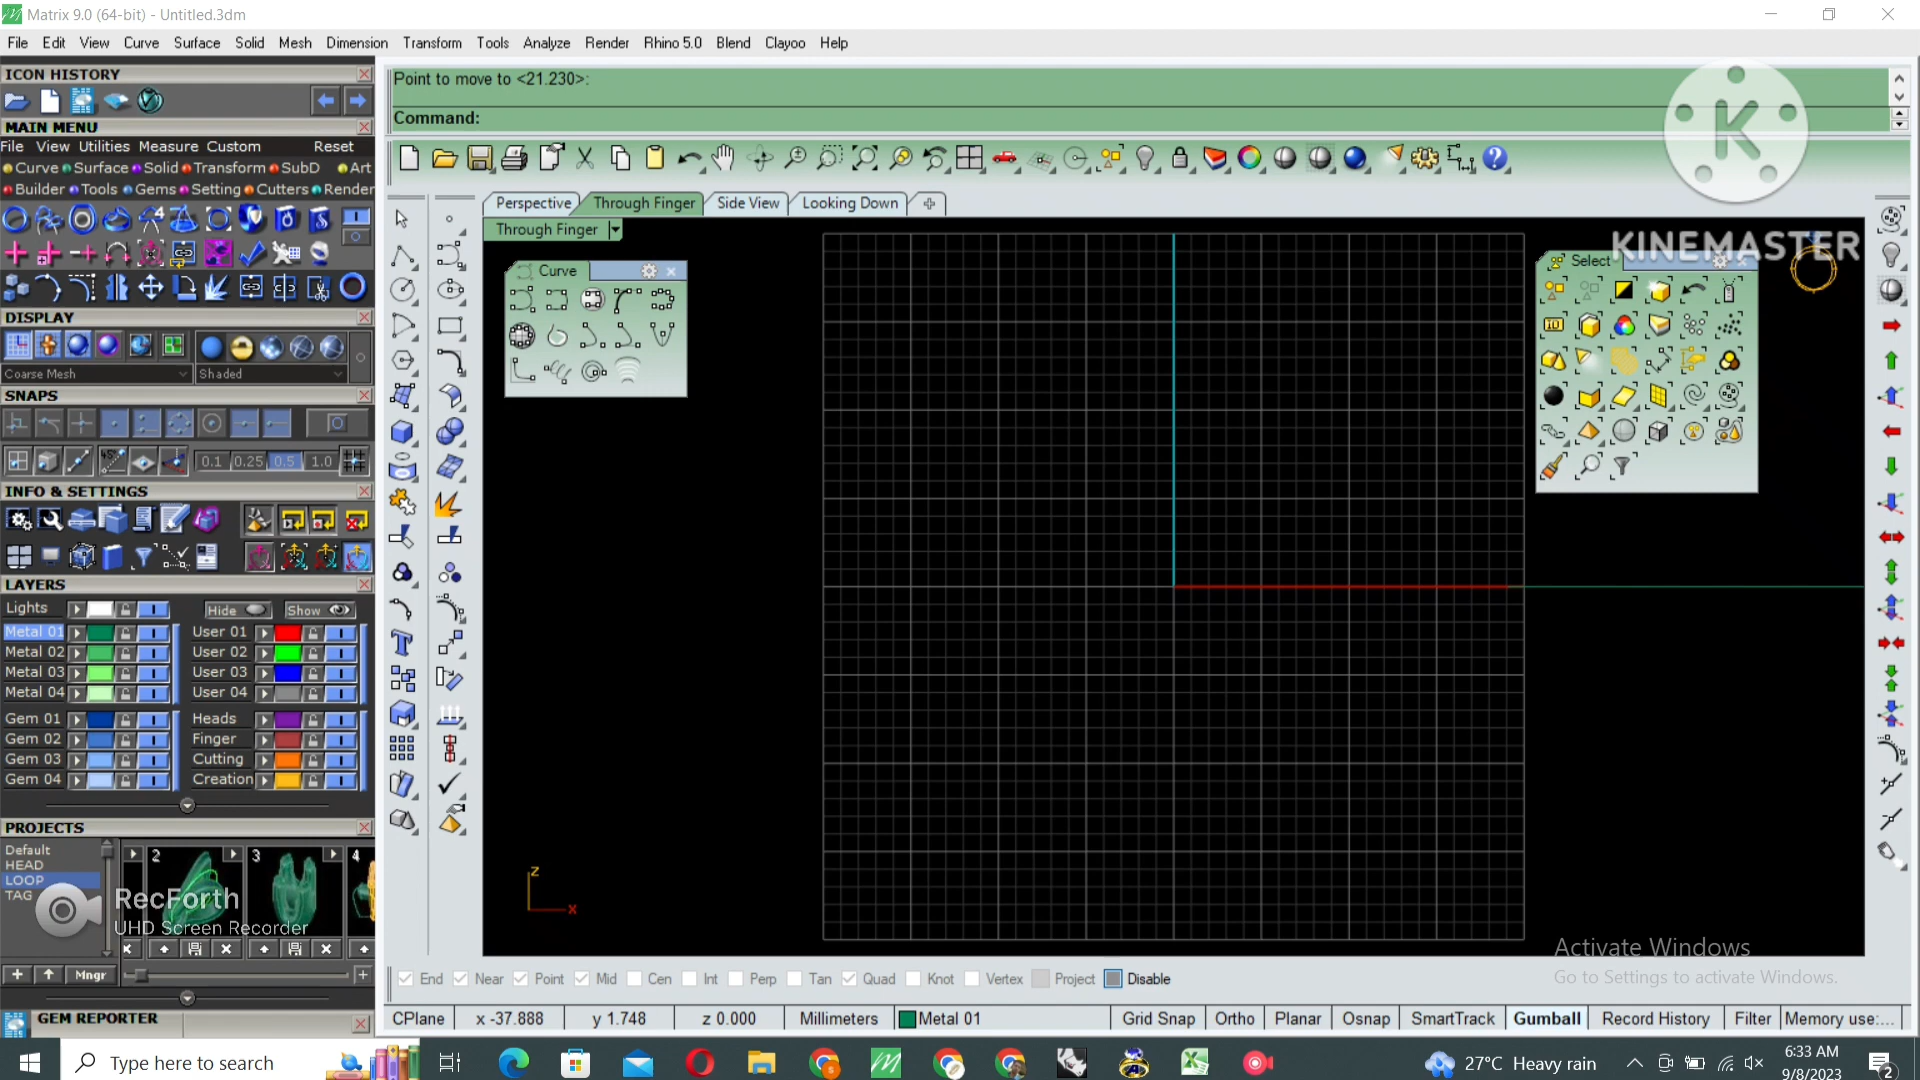 Matrix 9.0 (64-bit) - Untitled.3dm
File Edit View Curve Surface Solid Mesh Dimension Transform Tools Analyze Render Rhino 5.0 Blend Clayoo Help
ICON HISTORY
MAIN MENU
File View Utilities Measure Custom Reset
Curve Surface Solid Transform SubD Art
Builder Tools Gems Setting Cutters Render
DISPLAY
Coarse Mesh Shaded
SNAPS
0.1 0.25 0.5 1.0
INFO & SETTINGS
LAYERS
Lights Hide Show
Metal 01 User 01
Metal 02 User 02
Metal 03 User 03
Metal 04 User 04
Gem 01 Heads
Gem 02 Finger
Gem 03 Cutting
Gem 04 Creation
PROJECTS
Default
HEAD
LOOP
TAG
2 3 4
RecForth
UHD Screen Recorder
Mngr
GEM REPORTER
Point to move to <21.230>:
Command:
K
KINEMASTER
Perspective Through Finger Side View Looking Down
Through Finger
Curve
Select
z
x
Activate Windows
Go to Settings to activate Windows.
End Near Point Mid Cen Int Perp Tan Quad Knot Vertex Project Disable
CPlane x -37.888 y 1.748 z 0.000 Millimeters Metal 01 Grid Snap Ortho Planar Osnap SmartTrack Gumball Record History Filter Memory use:...
Type here to search
27°C Heavy rain
6:33 AM
9/8/2023
2